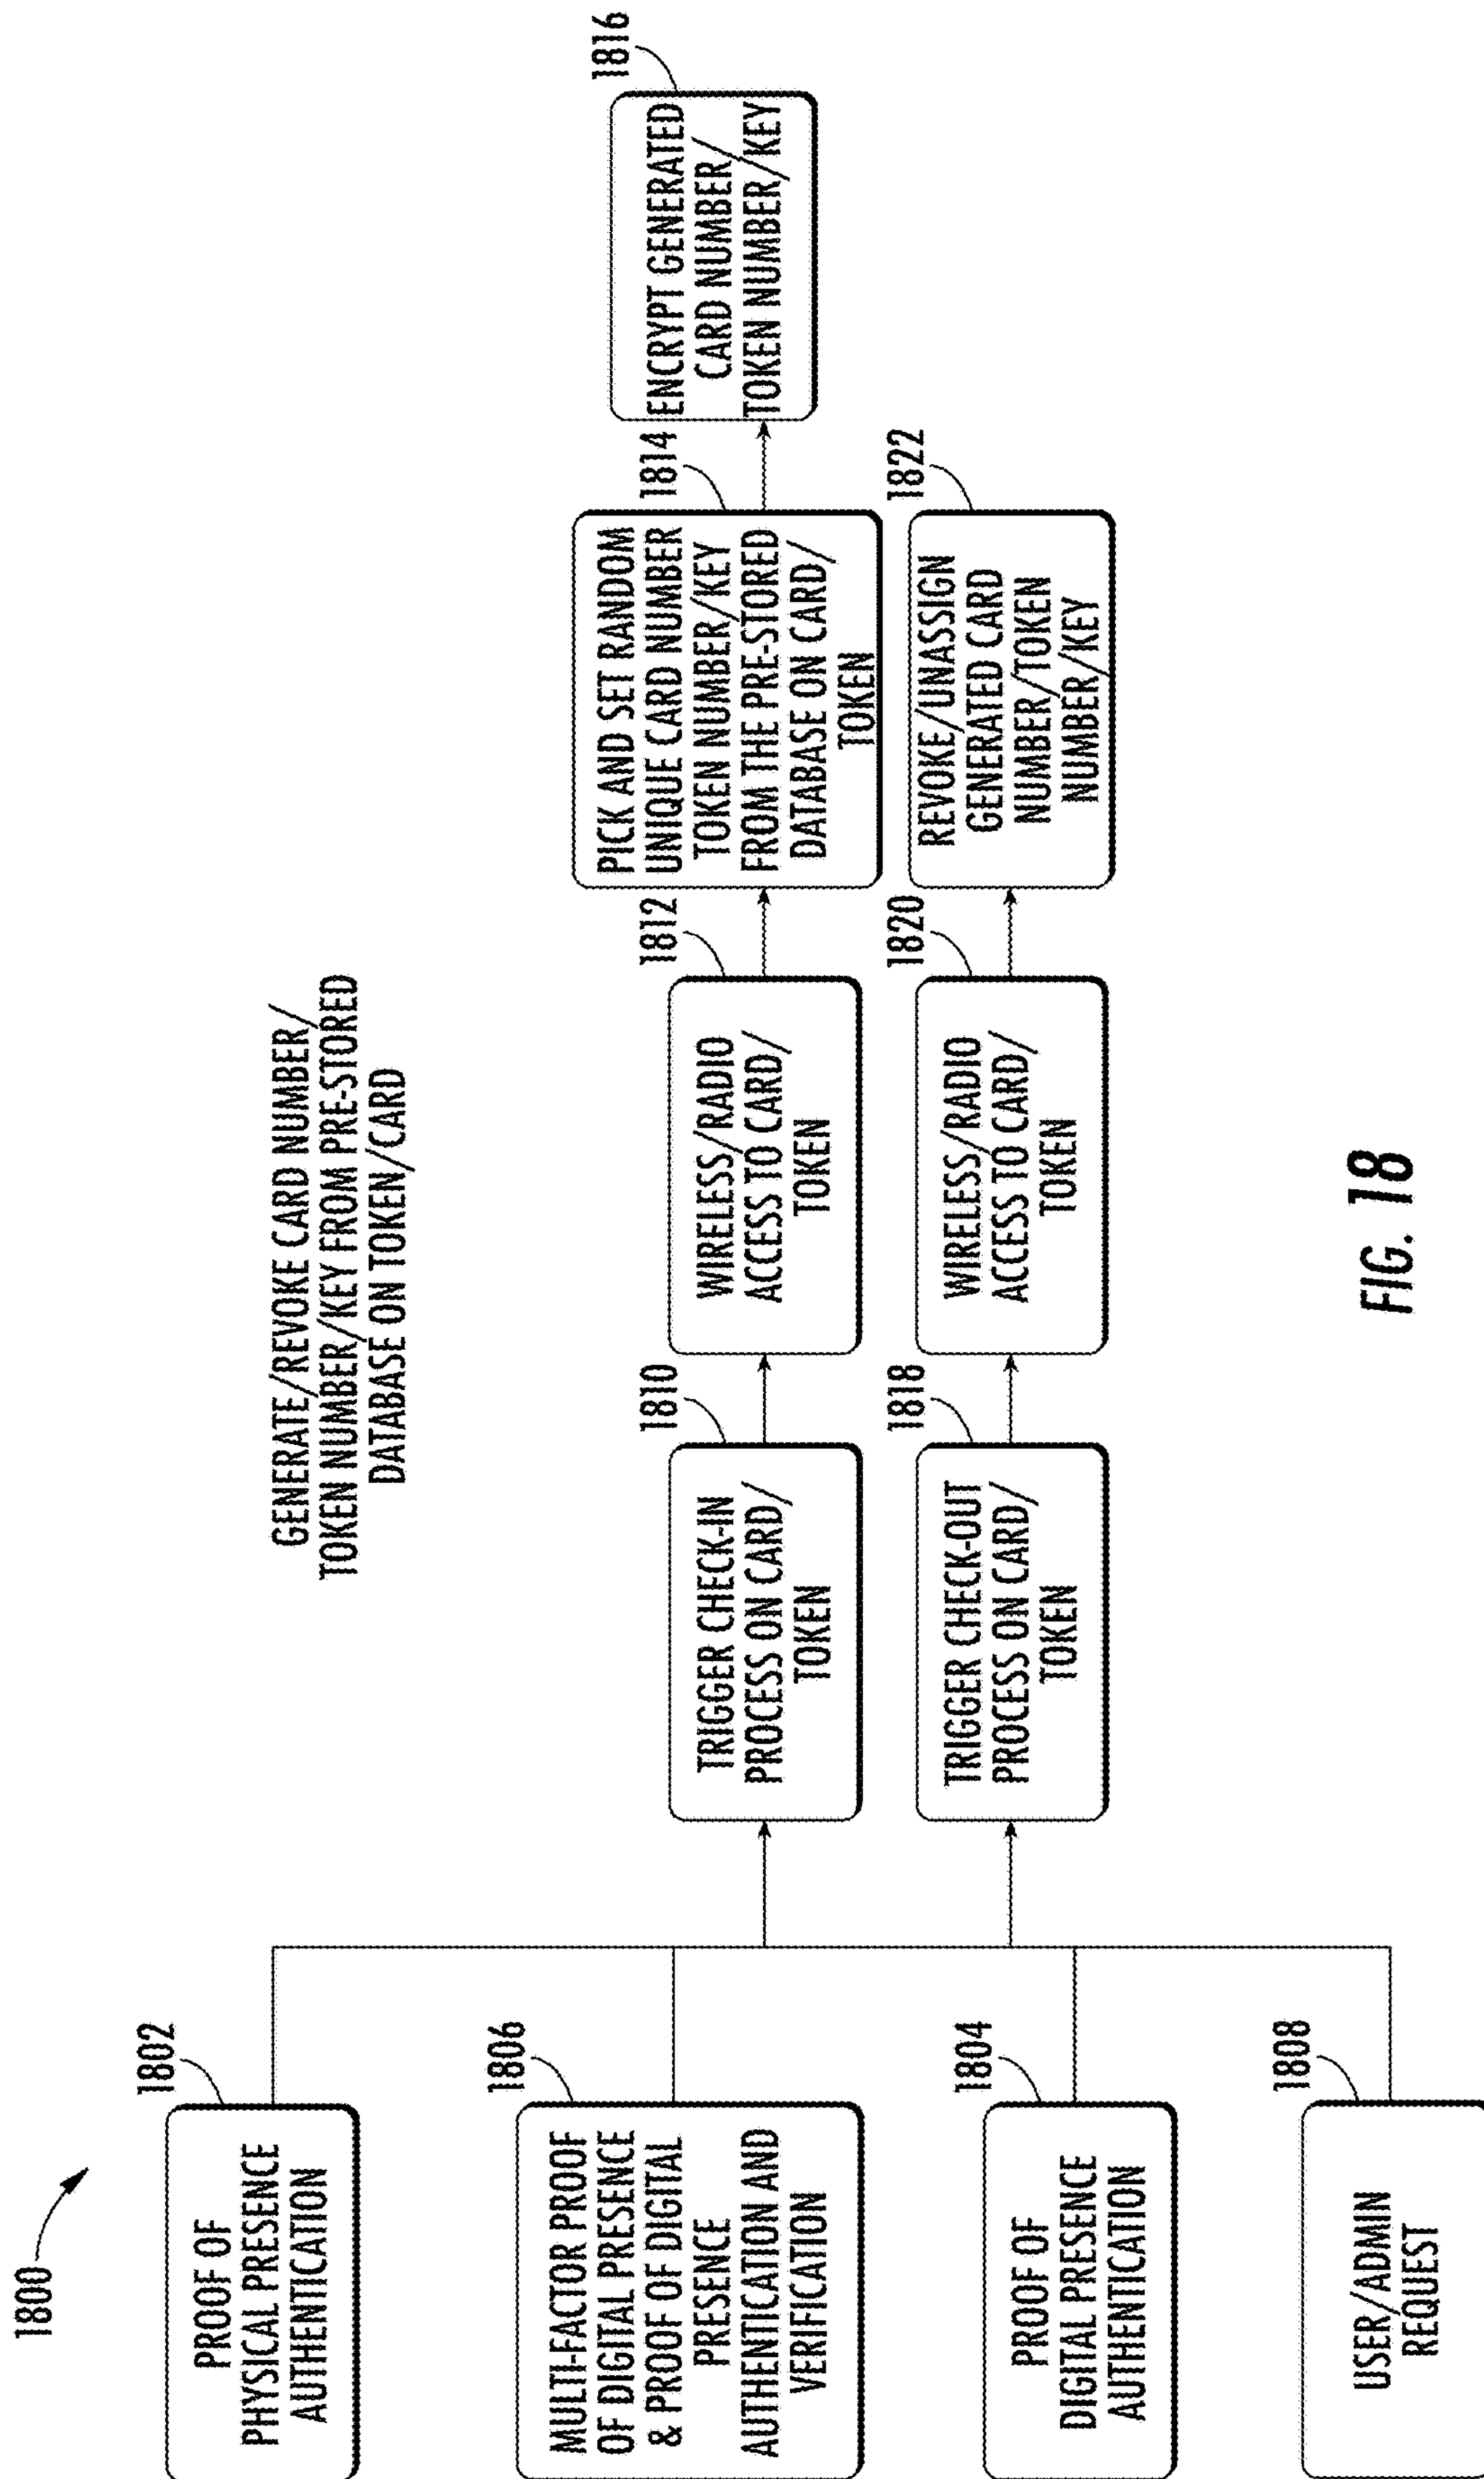 1800
GENERATE/REVOKE CARD NUMBER/
TOKEN NUMBER/KEY FROM PRE-STORED
DATABASE ON TOKEN/CARD
1802
PROOF OF
PHYSICAL PRESENCE
AUTHENTICATION
1806
MULTI-FACTOR PROOF
OF DIGITAL PRESENCE
& PROOF OF DIGITAL
PRESENCE
AUTHENTICATION AND
VERIFICATION
1804
PROOF OF
DIGITAL PRESENCE
AUTHENTICATION
1808
USER/ADMIN
REQUEST
1810
TRIGGER CHECK-IN
PROCESS ON CARD/
TOKEN
1812
WIRELESS/RADIO
ACCESS TO CARD/
TOKEN
1814
PICK AND SET RANDOM
UNIQUE CARD NUMBER
TOKEN NUMBER/KEY
FROM THE PRE-STORED
DATABASE ON CARD/
TOKEN
1816
ENCRYPT GENERATED
CARD NUMBER/
TOKEN NUMBER/KEY
1818
TRIGGER CHECK-OUT
PROCESS ON CARD/
TOKEN
1820
WIRELESS/RADIO
ACCESS TO CARD/
TOKEN
1822
REVOKE/UNASSIGN
GENERATED CARD
NUMBER/TOKEN
NUMBER/KEY
FIG. 18